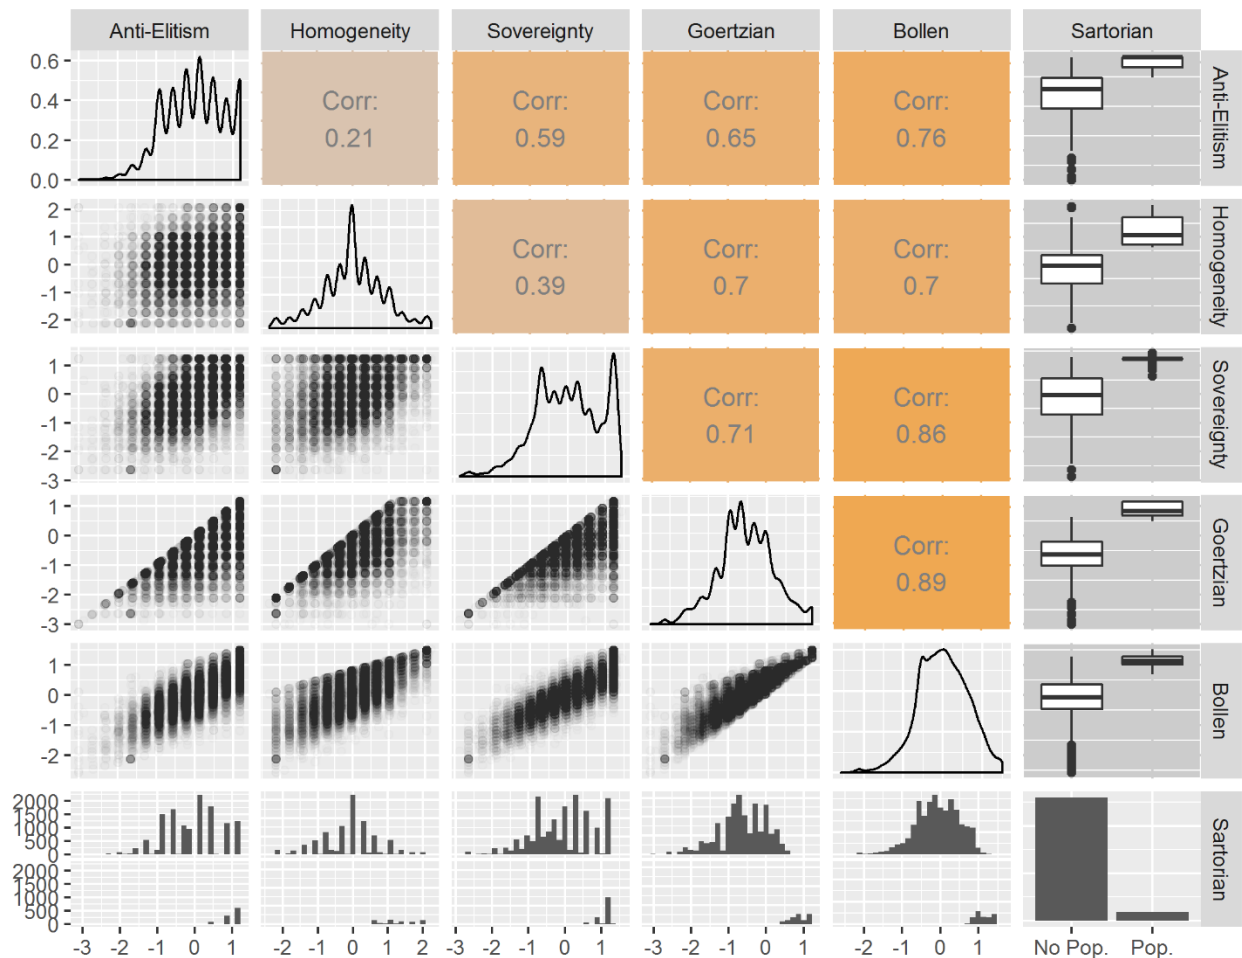 Anti-Elitism Homogeneity Sovereignty Goertzian Bollen Sartorian
0.6
0.4
0.2
0.0
Corr:
0.21
Corr:
0.59
Corr:
0.65
Corr:
0.76
Anti-Elitism
2
1
0
-1
-2
Corr:
0.39
Corr:
0.7
Corr:
0.7
Homogeneity
1
0
-1
-2
-3
Corr:
0.71
Corr:
0.86
Sovereignty
1
0
-1
-2
-3
Corr:
0.89
Goertzian
1
0
-1
-2
Bollen
2000
1500
1000
500
0
2000
1500
1000
500
0
Sartorian
-3 -2 -1 0 1 -2 -1 0 1 2 -3 -2 -1 0 1 -3 -2 -1 0 1 -2 -1 0 1 No Pop. Pop.